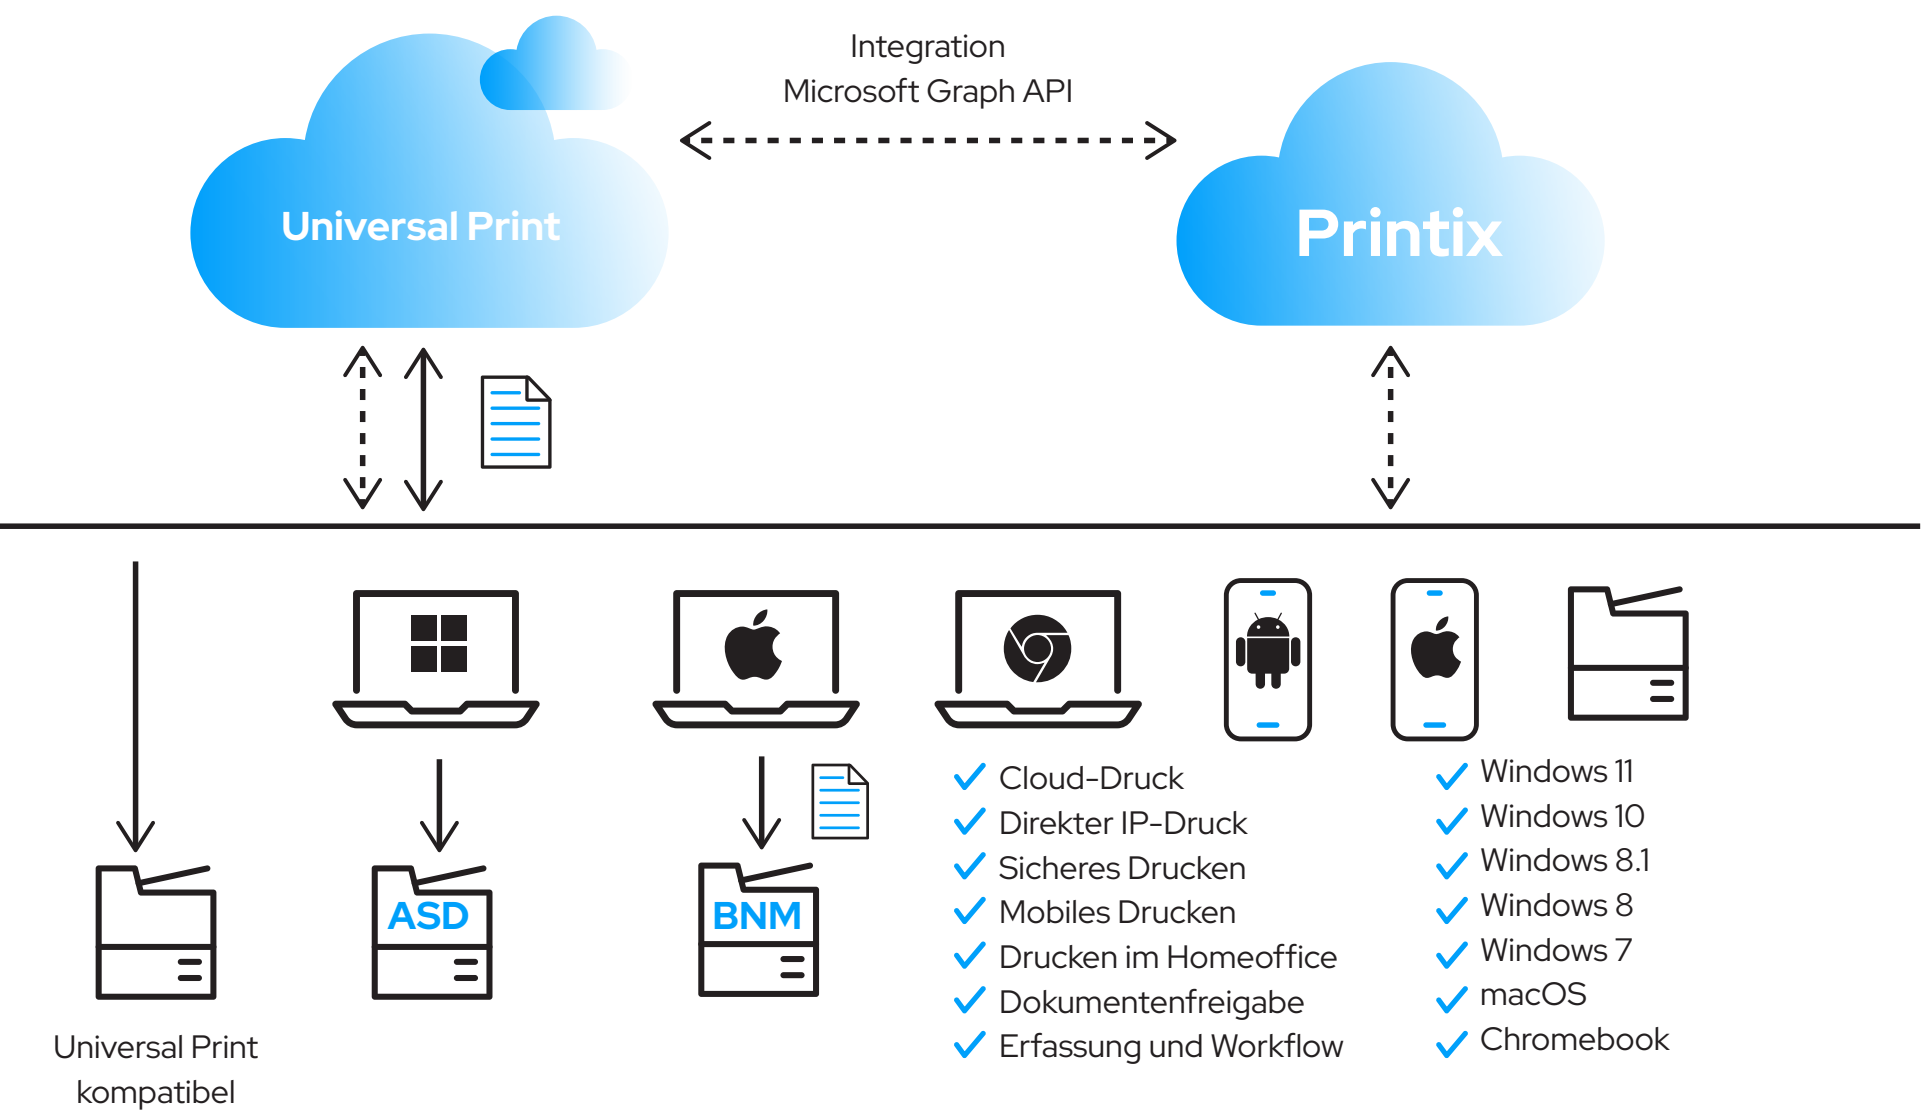 Integration
Microsoft Graph API
Universal Print
Printix
ASD
BNM
Universal Print
kompatibel
Cloud-Druck
Direkter IP-Druck
Sicheres Drucken
Mobiles Drucken
Drucken im Homeoffice
Dokumentenfreigabe
Erfassung und Workflow
Windows 11
Windows 10
Windows 8.1
Windows 8
Windows 7
macOS
Chromebook